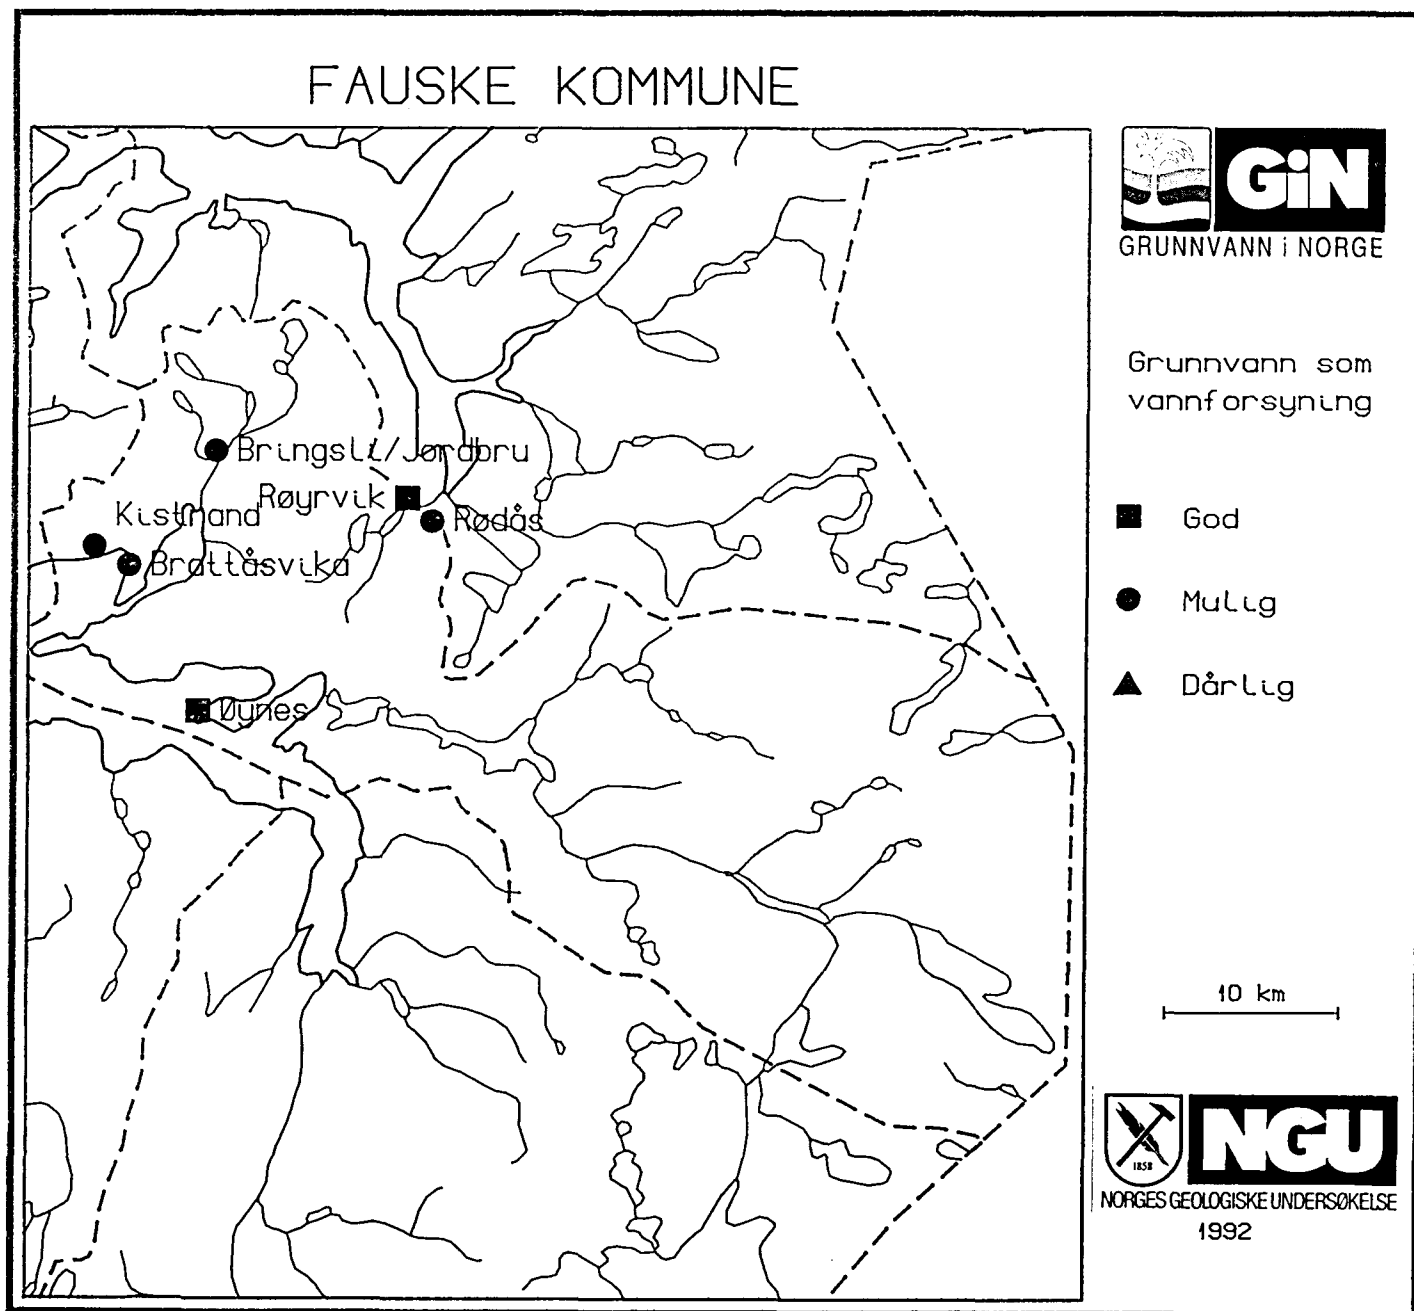 FAUSKE KOMMUNE
GiN
GRUNNVANN i NORGE
Grunnvann som
vannforsyning
Bringsli/Jordbru
Røyrvik
Kistrand
Rødås
Brattåsvika
Øynes
God
Mulig
Dårlig
10 km
1858
NGU
NORGES GEOLOGISKE UNDERSØKELSE
1992